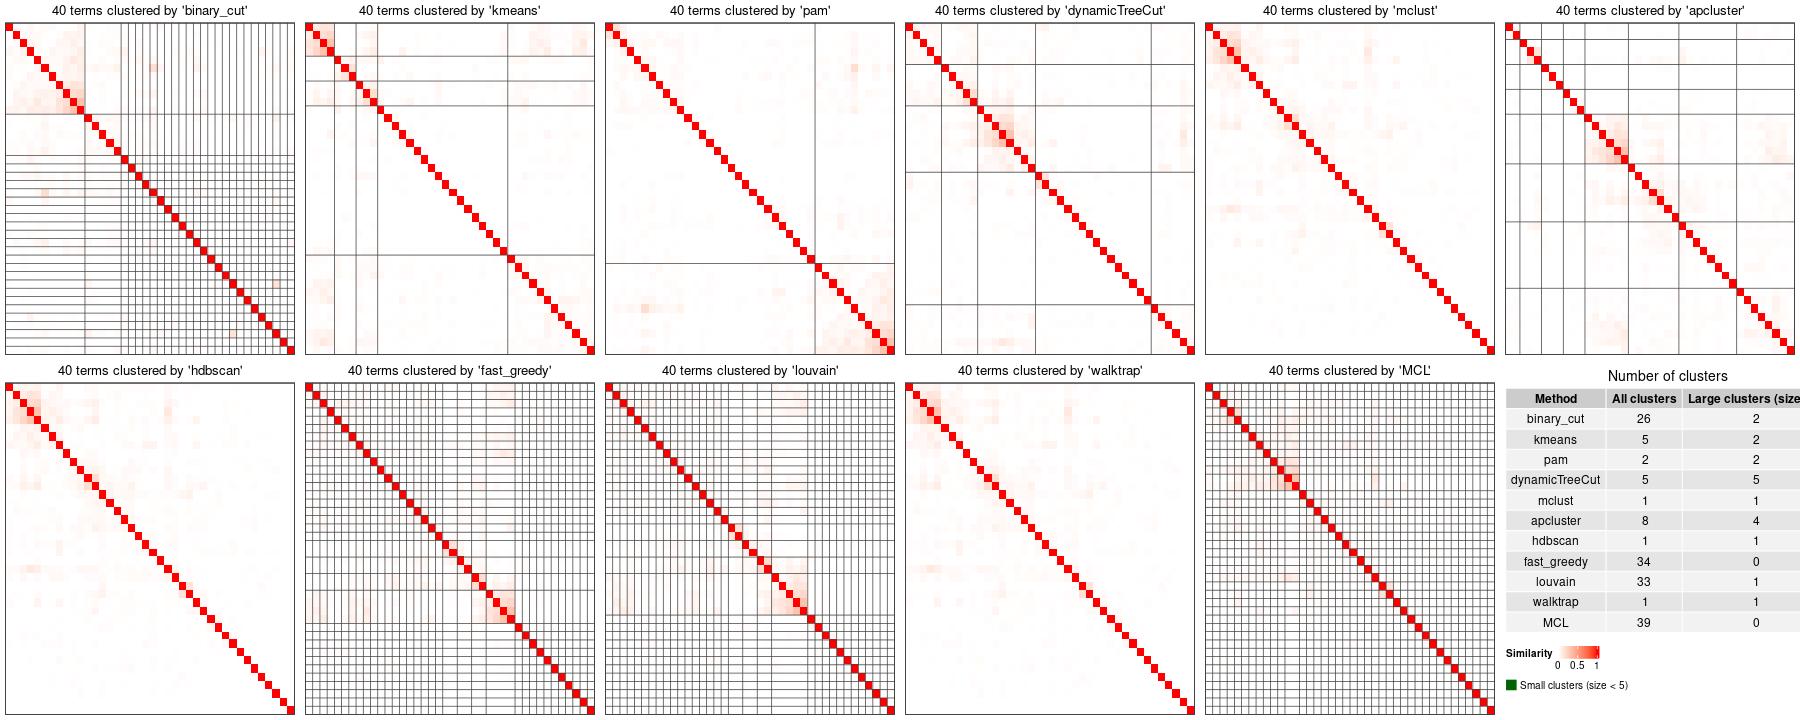 40 terms clustered by 'binary_cut'
40 terms clustered by 'kmeans'
40 terms clustered by 'pam'
40 terms clustered by 'dynamicTreeCut'
40 terms clustered by 'mclust'
40 terms clustered by 'apcluster'
40 terms clustered by 'hdbscan'
40 terms clustered by 'fast_greedy'
40 terms clustered by 'louvain'
40 terms clustered by 'walktrap'
40 terms clustered by 'MCL'
Number of clusters
Method All clusters Large clusters (size
binary_cut 26 2
kmeans 5 2
pam 2 2
dynamicTreeCut 5 5
mclust 1 1
apcluster 8 4
hdbscan 1 1
fast_greedy 34 0
louvain 33 1
walktrap 1 1
MCL 39 0
Similarity
0 0.5 1
Small clusters (size < 5)